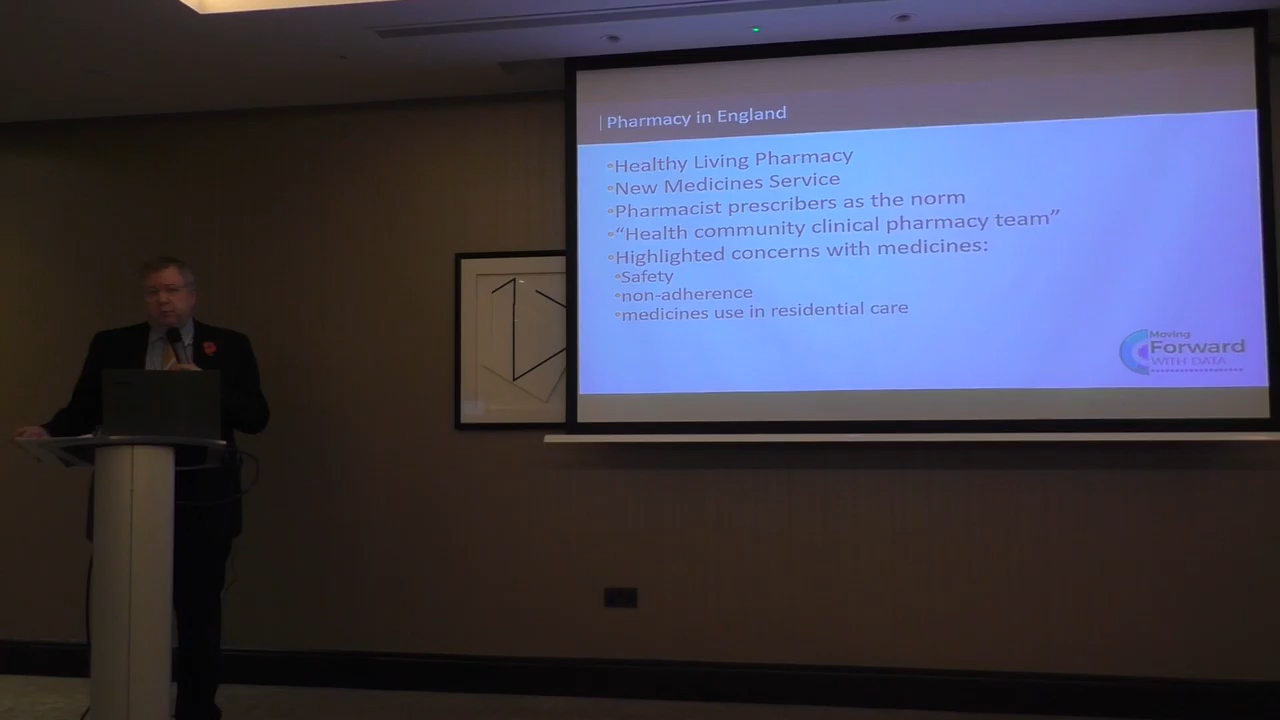 Pharmacy in England
•Healthy Living Pharmacy
•New Medicines Service
•Pharmacist prescribers as the norm
•“Health community clinical pharmacy team”
•Highlighted concerns with medicines:
•Safety
•non-adherence
•medicines use in residential care
Moving
Forward
WITH DATA